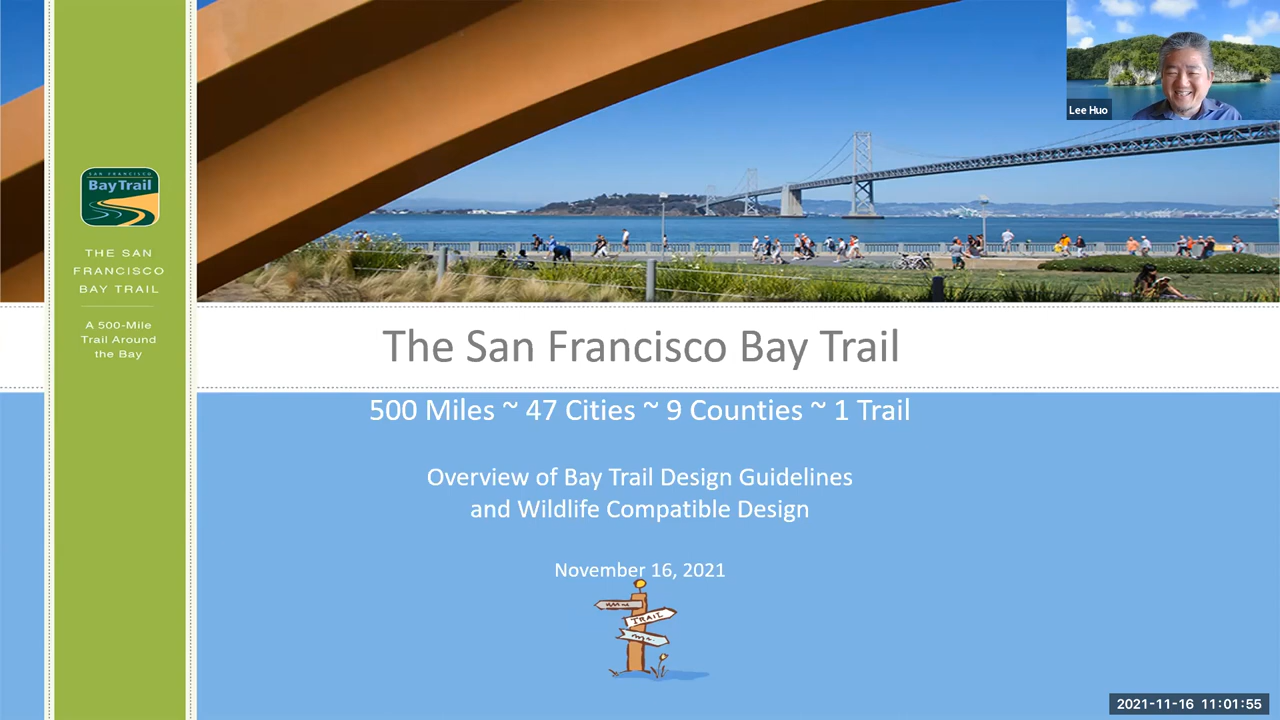 SAN FRANCISCO
Bay Trail
THE SAN
FRANCISCO
BAY TRAIL
A 500-Mile
Trail Around
the Bay
Lee Huo
The San Francisco Bay Trail
500 Miles ~ 47 Cities ~ 9 Counties ~ 1 Trail
Overview of Bay Trail Design Guidelines
and Wildlife Compatible Design
November 16, 2021
TRAIL
2021-11-16 11:01:55